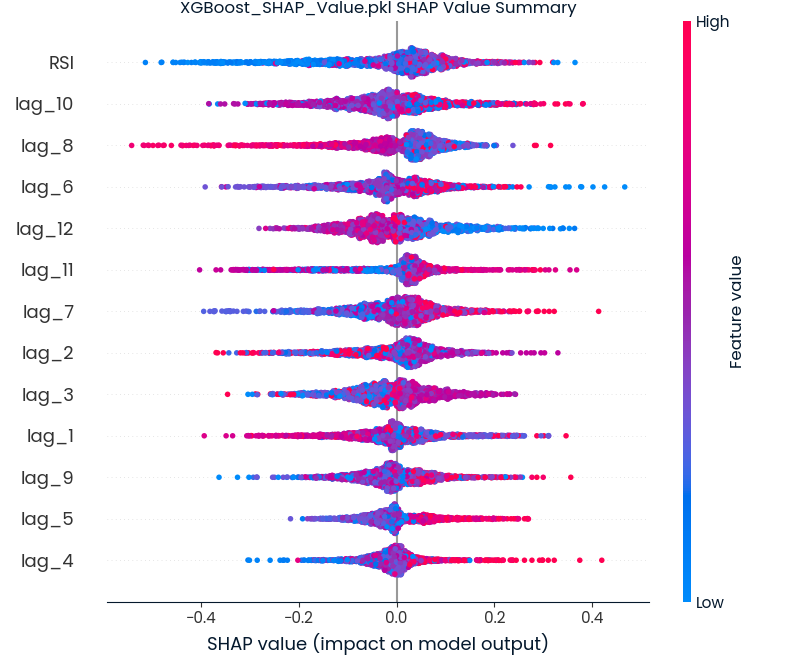 XGBoost_SHAP_Value.pkl SHAP Value Summary
High
RSI
lag_10
lag_8
lag_6
lag_12
lag_11
lag_7
lag_2
lag_3
lag_1
lag_9
lag_5
lag_4
Feature value
Low
−0.4 −0.2 0.0 0.2 0.4
SHAP value (impact on model output)